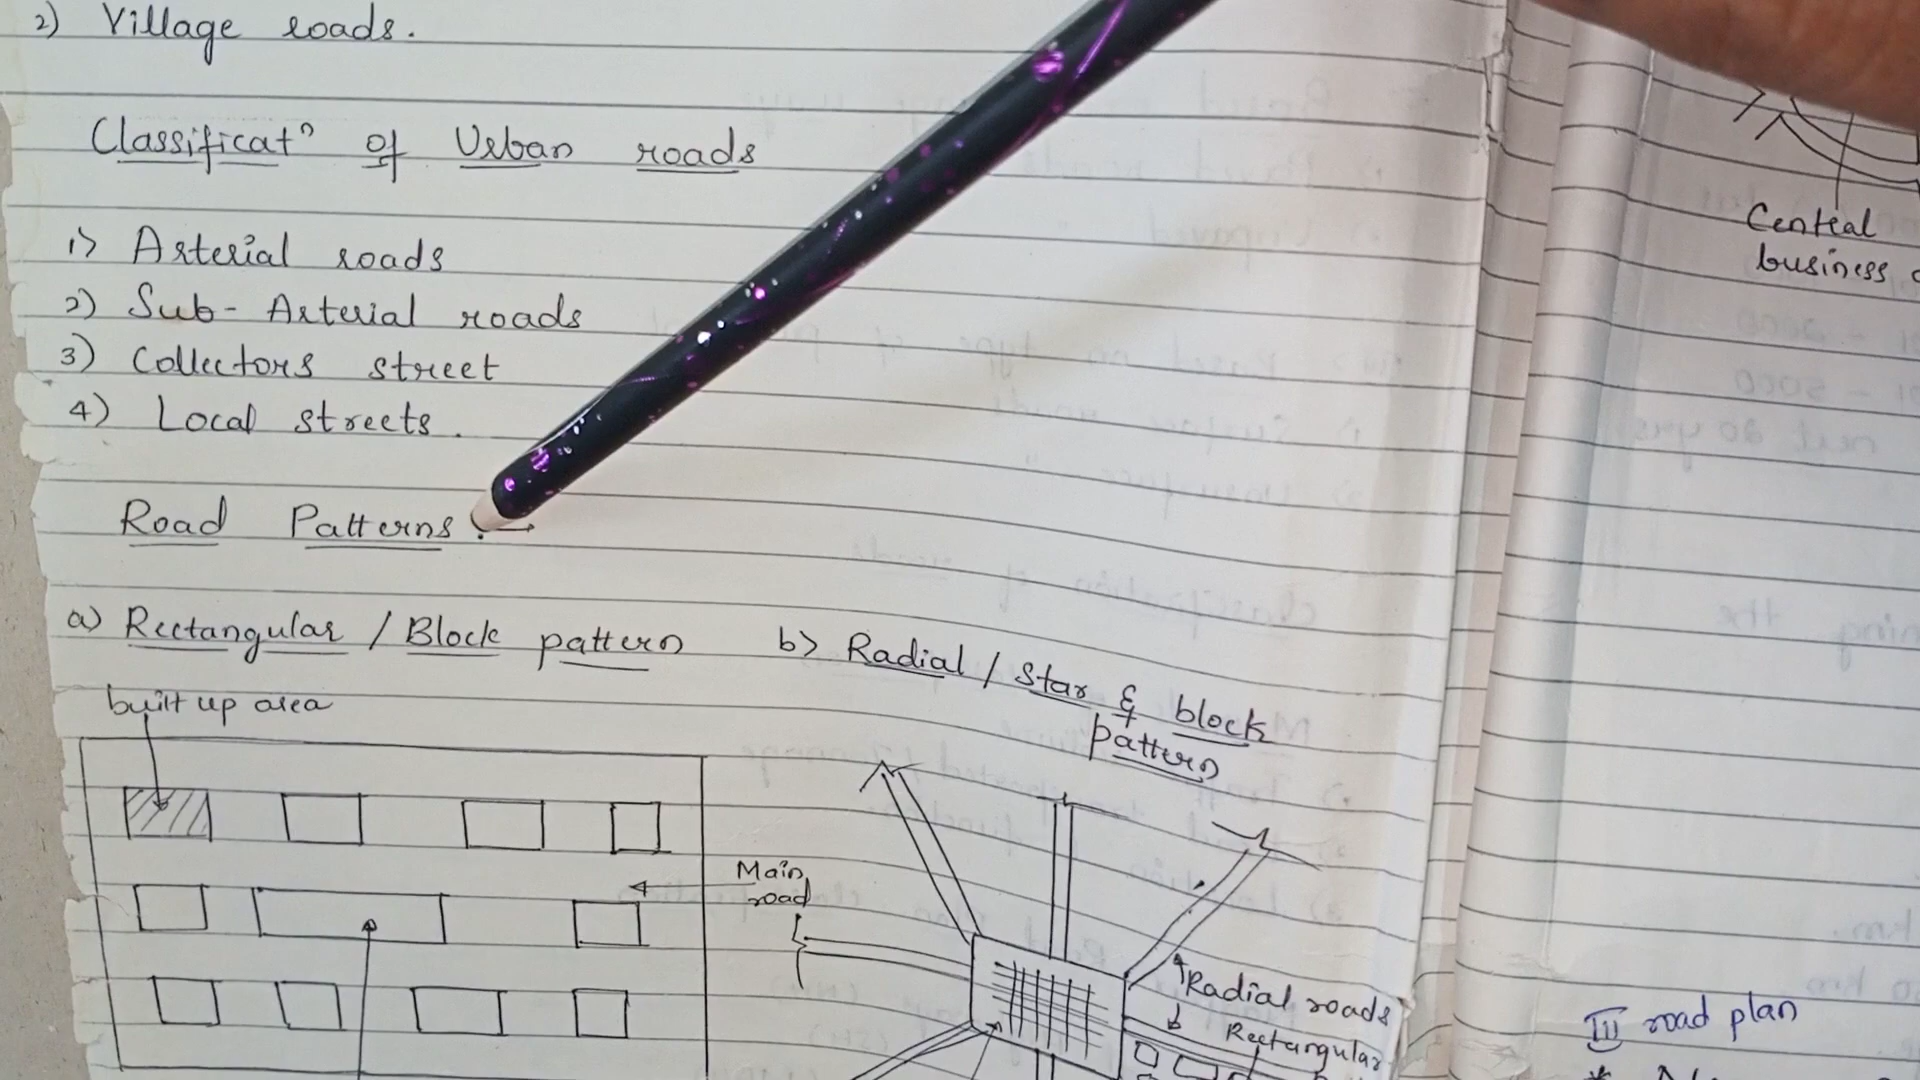 2) Village roads.
Classificatⁿ of Urban roads
1) Arterial roads
2) Sub-Arterial roads
3) Collectors street
4) Local streets.
Road Patterns
a) Rectangular / Block pattern
b) Radial / Star & block
pattern
built up area
Main
road
Radial roads
Rectangular
Central
business
III road plan